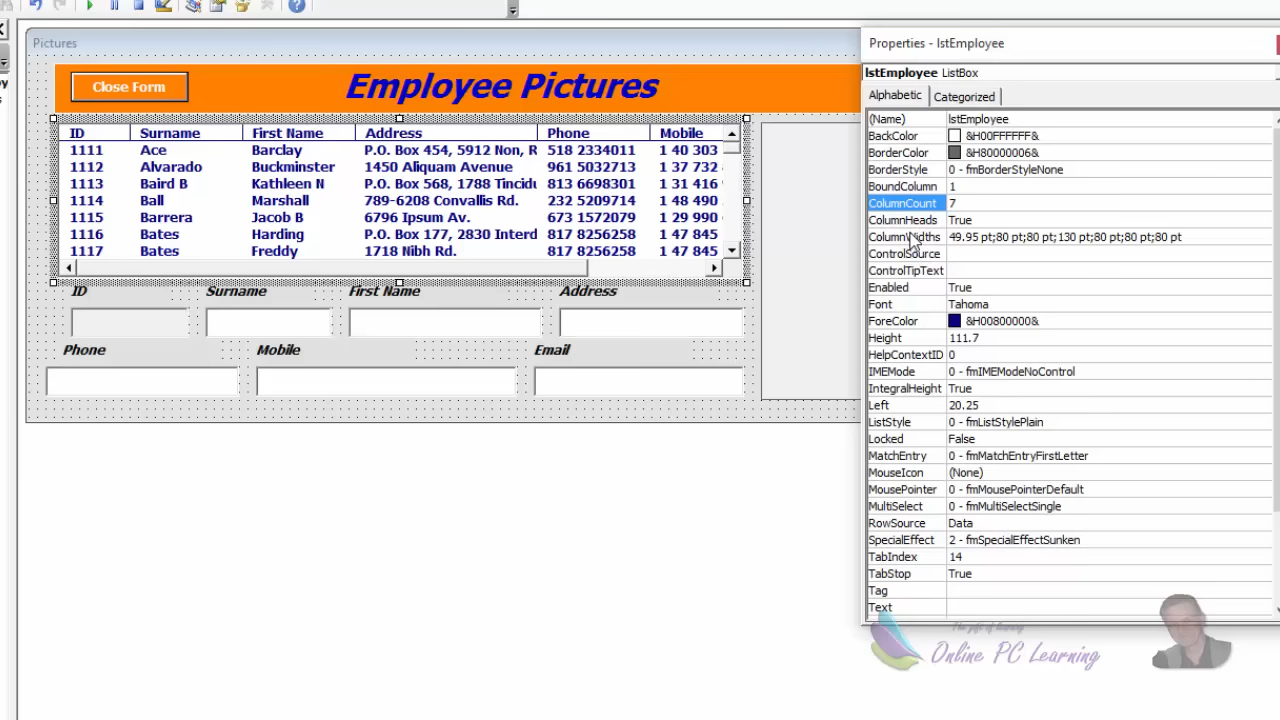 Pictures
Close Form
Employee Pictures
ID Surname First Name Address Phone Mobile
1111 Ace Barclay P.O. Box 454, 5912 Non, R 518 2334011 1 40 303
1112 Alvarado Buckminster 1450 Aliquam Avenue 961 5032713 1 37 732
1113 Baird B Kathleen N P.O. Box 568, 1788 Tincidu 813 6698301 1 31 416
1114 Ball Marshall 789-6208 Convallis Rd. 232 5209714 1 48 490
1115 Barrera Jacob B 6796 Ipsum Av. 673 1572079 1 29 990
1116 Bates Harding P.O. Box 177, 2830 Interd 817 8256258 1 47 845
1117 Bates Freddy 1718 Nibh Rd. 817 8256258 1 47 845
ID Surname First Name Address
Phone Mobile Email
Properties - lstEmployee
lstEmployee ListBox
Alphabetic Categorized
(Name) lstEmployee
BackColor &H00FFFFFF&
BorderColor &H80000006&
BorderStyle 0 - fmBorderStyleNone
BoundColumn 1
ColumnCount 7
ColumnHeads True
ColumnWidths 49.95 pt;80 pt;80 pt;130 pt;80 pt;80 pt;80 pt
ControlSource
ControlTipText
Enabled True
Font Tahoma
ForeColor &H00800000&
Height 111.7
HelpContextID 0
IMEMode 0 - fmIMEModeNoControl
IntegralHeight True
Left 20.25
ListStyle 0 - fmListStylePlain
Locked False
MatchEntry 0 - fmMatchEntryFirstLetter
MouseIcon (None)
MousePointer 0 - fmMousePointerDefault
MultiSelect 0 - fmMultiSelectSingle
RowSource Data
SpecialEffect 2 - fmSpecialEffectSunken
TabIndex 14
TabStop True
Tag
Text
The gift of learning
Online PC Learning